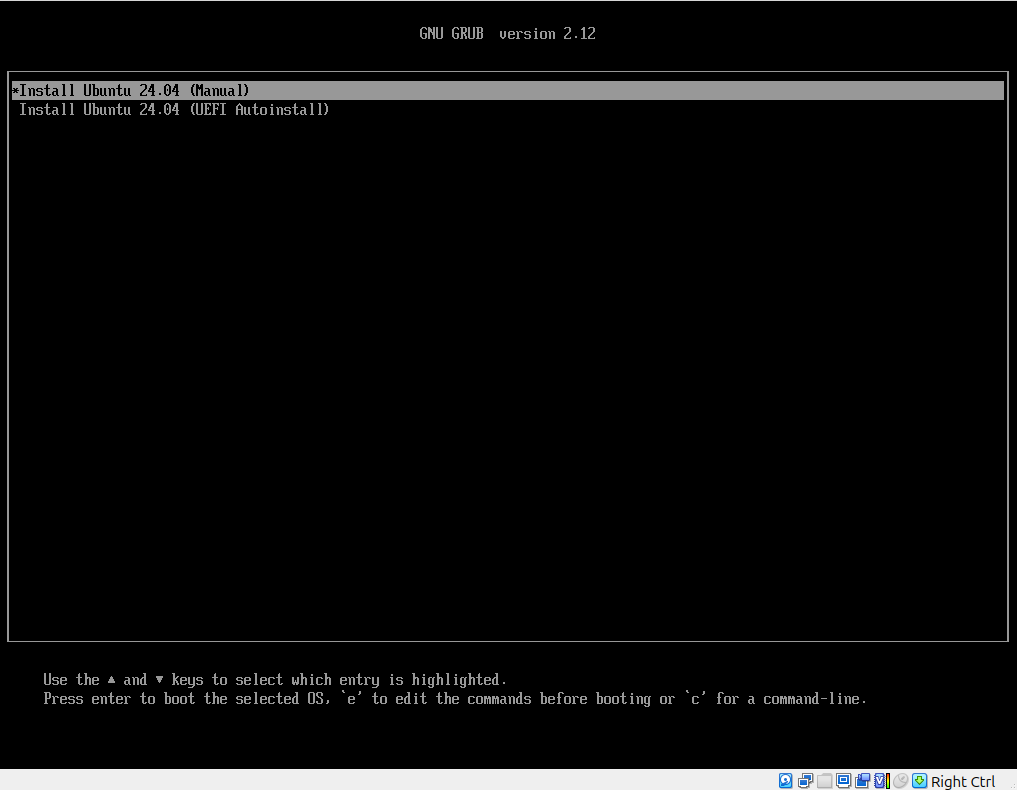 GNU GRUB  version 2.12
*Install Ubuntu 24.04 (Manual)
 Install Ubuntu 24.04 (UEFI Autoinstall)
Use the ▲ and ▼ keys to select which entry is highlighted.
Press enter to boot the selected OS, `e' to edit the commands before booting or `c' for a command-line.
Right Ctrl